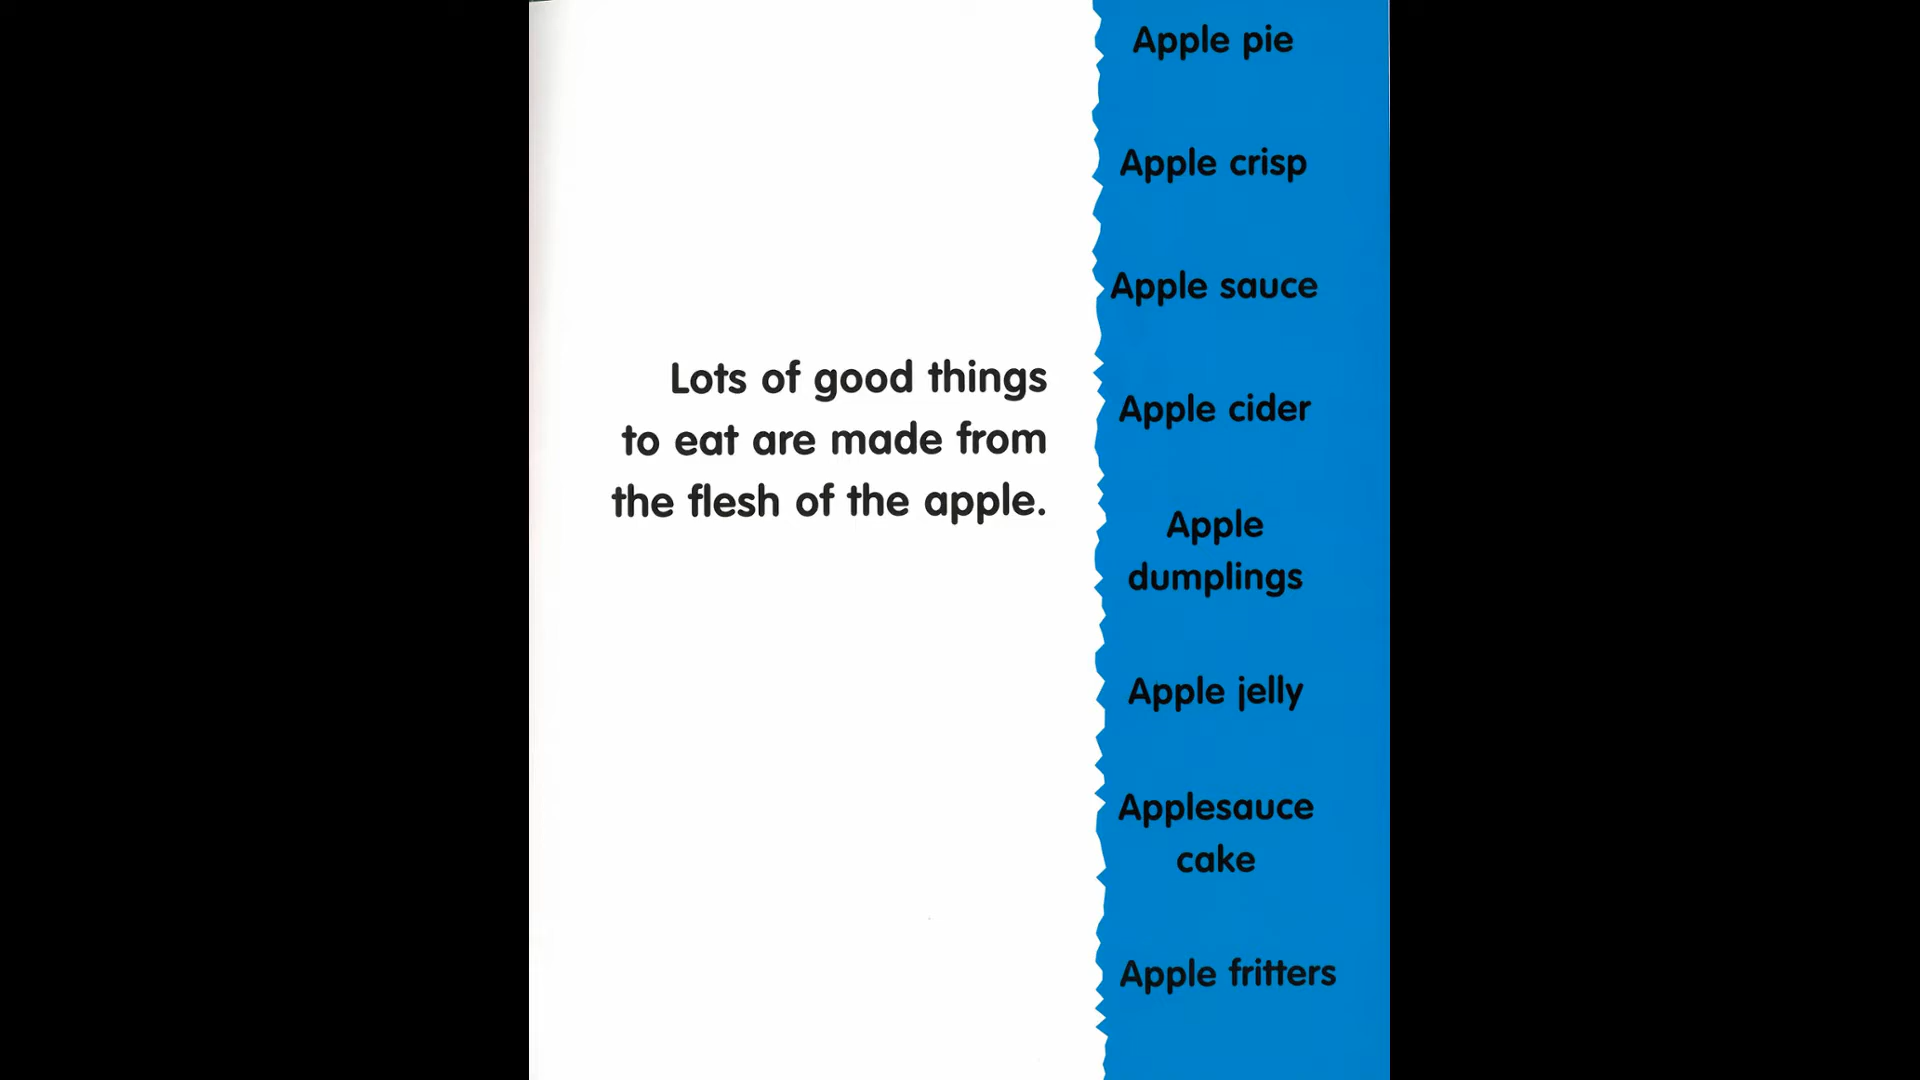 Lots of good things
to eat are made from
the flesh of the apple.
Apple pie
Apple crisp
Apple sauce
Apple cider
Apple
dumplings
Apple jelly
Applesauce
cake
Apple fritters